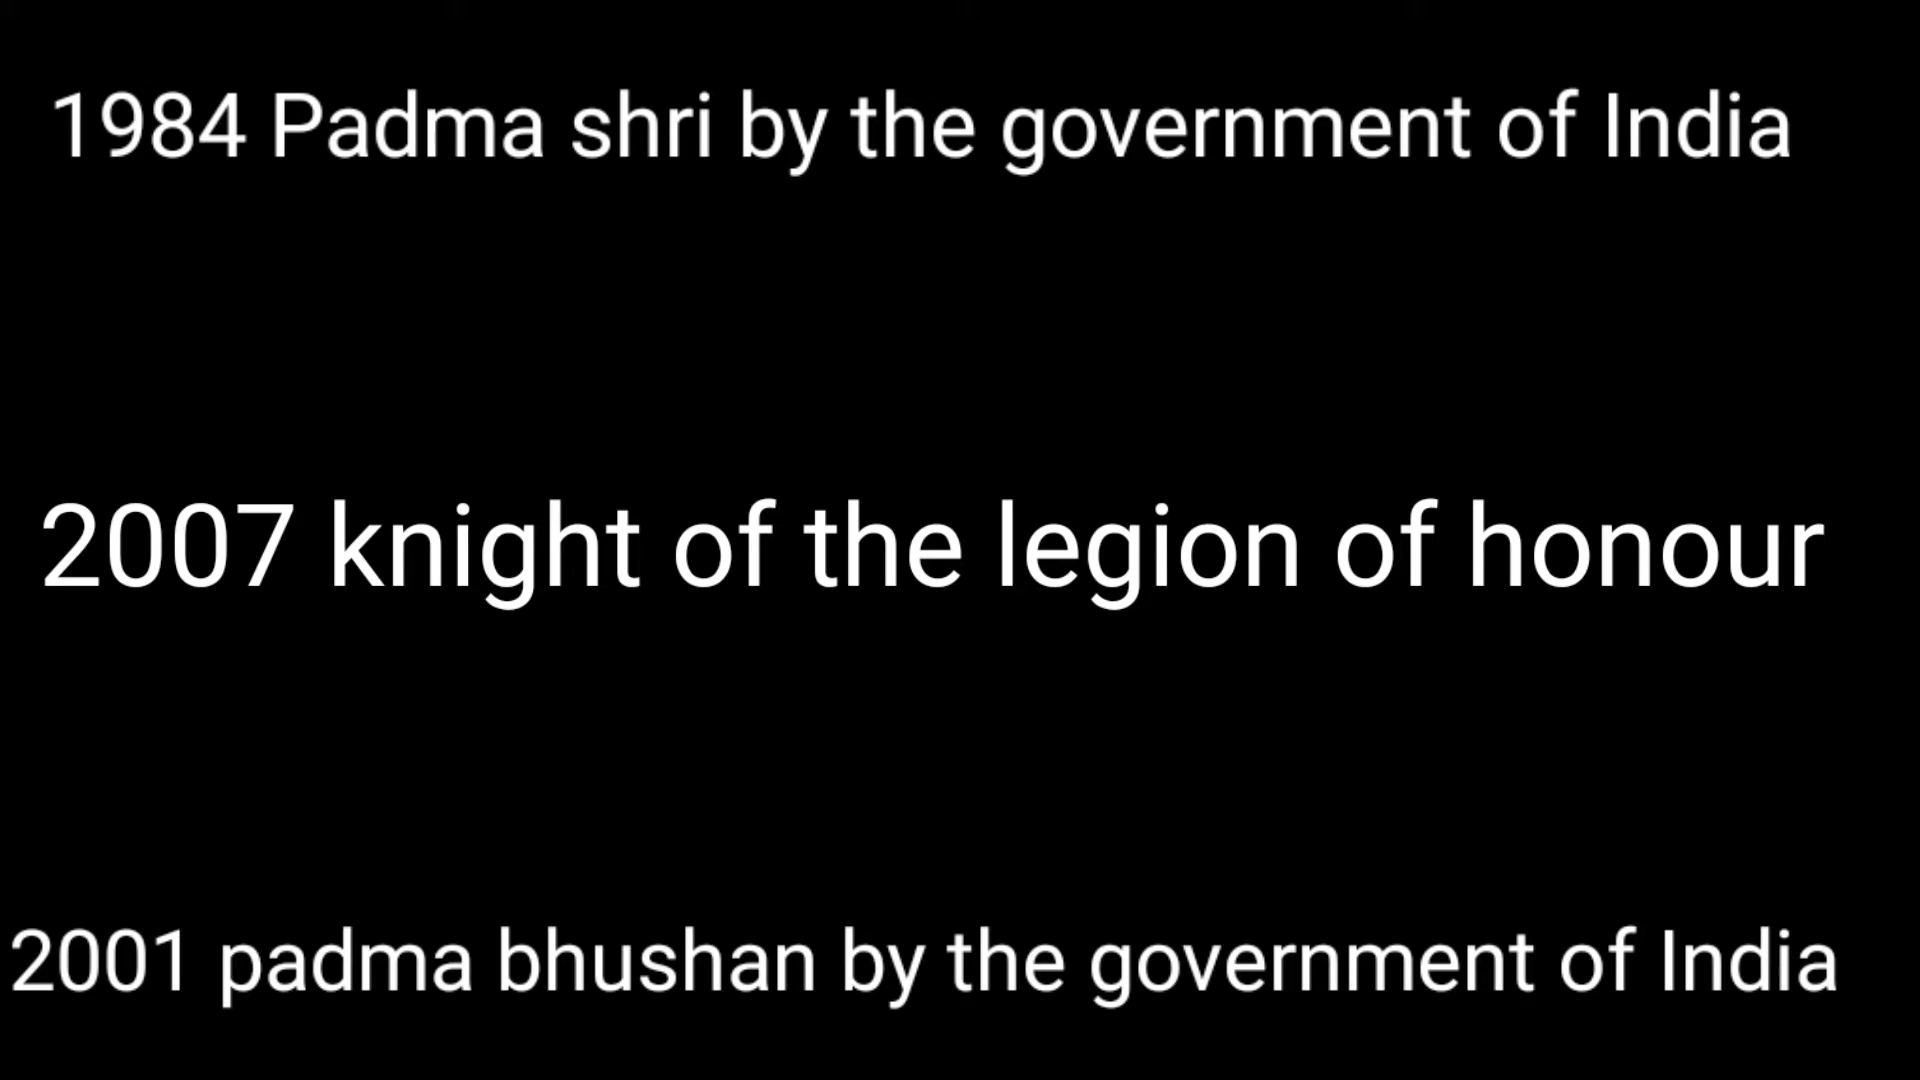 1984 Padma shri by the government of India
2007 knight of the legion of honour
2001 padma bhushan by the government of India